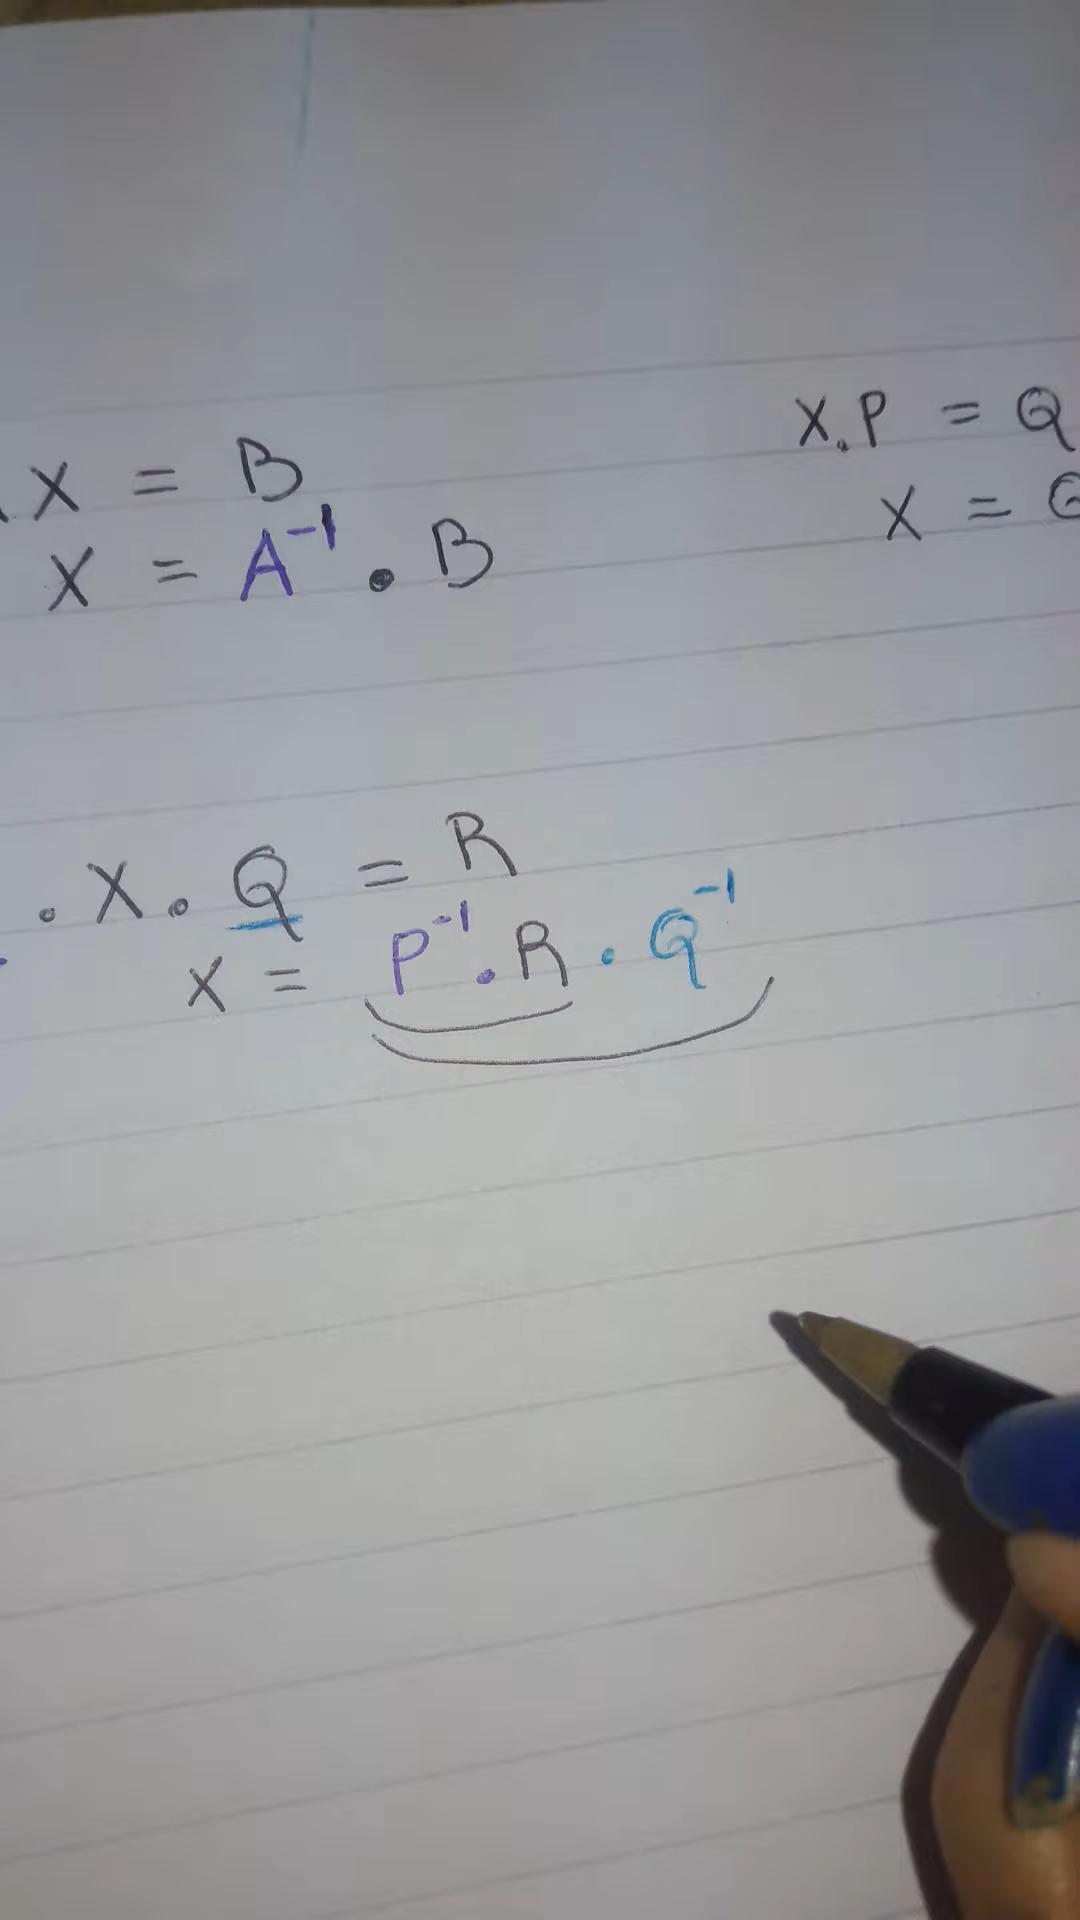 X = B
X = A⁻¹ . B
X.P = Q
X =
. X . Q = R
X = P⁻¹ . R . Q⁻¹